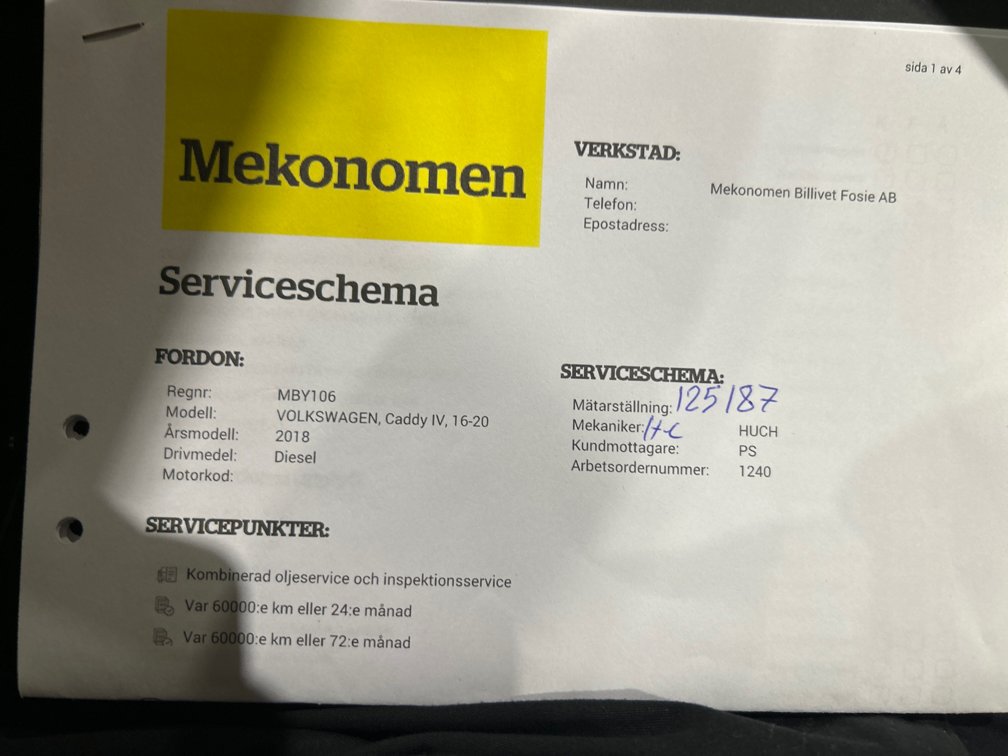 sida 1 av 4
Mekonomen
VERKSTAD:
Namn: Mekonomen Billivet Fosie AB
Telefon:
Epostadress:
Serviceschema
FORDON:
Regnr: MBY106
Modell: VOLKSWAGEN, Caddy IV, 16-20
Årsmodell: 2018
Drivmedel: Diesel
Motorkod:
SERVICESCHEMA:
Mätarställning: 125187
Mekaniker: HC HUCH
Kundmottagare: PS
Arbetsordernummer: 1240
SERVICEPUNKTER:
Kombinerad oljeservice och inspektionsservice
Var 60000:e km eller 24:e månad
Var 60000:e km eller 72:e månad